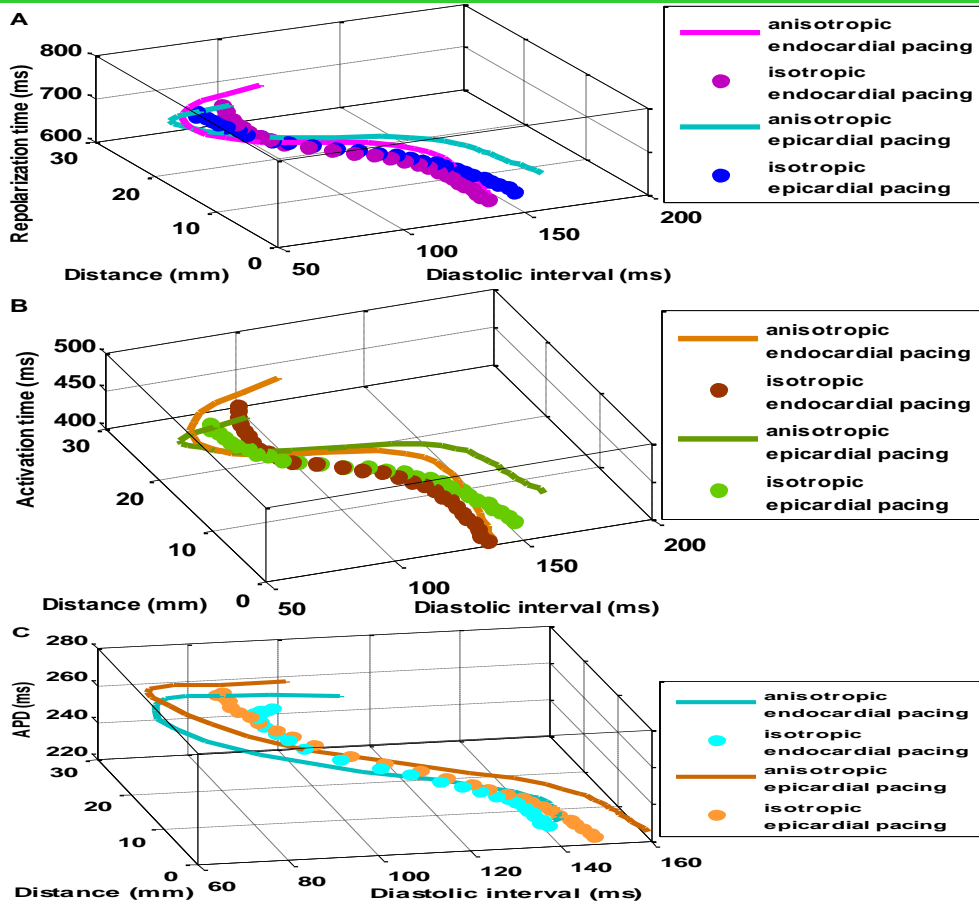 A
800
700
600
30
20
10
0
50
100
150
200
Repolarization time (ms)
Distance (mm)
Diastolic interval (ms)
anisotropic
endocardial pacing
isotropic
endocardial pacing
anisotropic
epicardial pacing
isotropic
epicardial pacing
B
500
450
400
30
20
10
0
50
100
150
200
Activation time (ms)
Distance (mm)
Diastolic interval (ms)
anisotropic
endocardial pacing
isotropic
endocardial pacing
anisotropic
epicardial pacing
isotropic
epicardial pacing
C
280
260
240
220
30
20
10
0
60
80
100
120
140
160
APD (ms)
Distance (mm)
Diastolic interval (ms)
anisotropic
endocardial pacing
isotropic
endocardial pacing
anisotropic
epicardial pacing
isotropic
epicardial pacing